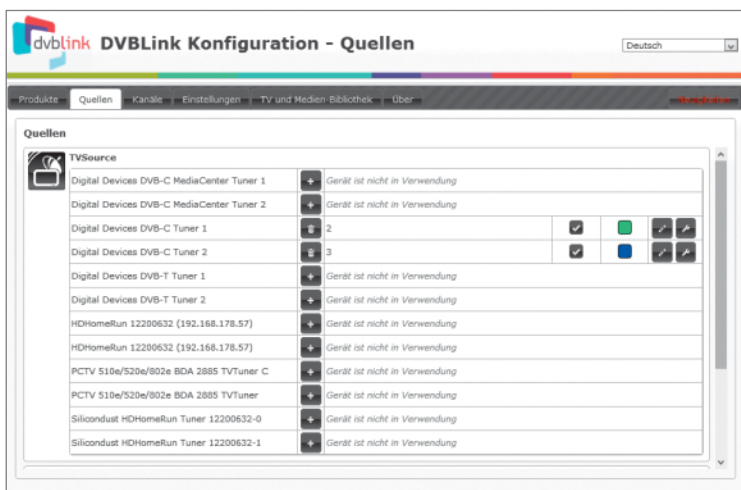 dvblink DVBLink Konfiguration - Quellen
Deutsch
Produkte Quellen Kanäle Einstellungen TV und Medien-Bibliothek Über
Quellen
TVSource
Digital Devices DVB-C MediaCenter Tuner 1 Gerät ist nicht in Verwendung
Digital Devices DVB-C MediaCenter Tuner 2 Gerät ist nicht in Verwendung
Digital Devices DVB-C Tuner 1 2
Digital Devices DVB-C Tuner 2 3
Digital Devices DVB-T Tuner 1 Gerät ist nicht in Verwendung
Digital Devices DVB-T Tuner 2 Gerät ist nicht in Verwendung
HDHomeRun 12200632 (192.168.178.57) Gerät ist nicht in Verwendung
HDHomeRun 12200632 (192.168.178.57) Gerät ist nicht in Verwendung
PCTV 510e/520e/802e BDA 2885 TVTuner C Gerät ist nicht in Verwendung
PCTV 510e/520e/802e BDA 2885 TVTuner Gerät ist nicht in Verwendung
Silicondust HDHomeRun Tuner 12200632-0 Gerät ist nicht in Verwendung
Silicondust HDHomeRun Tuner 12200632-1 Gerät ist nicht in Verwendung